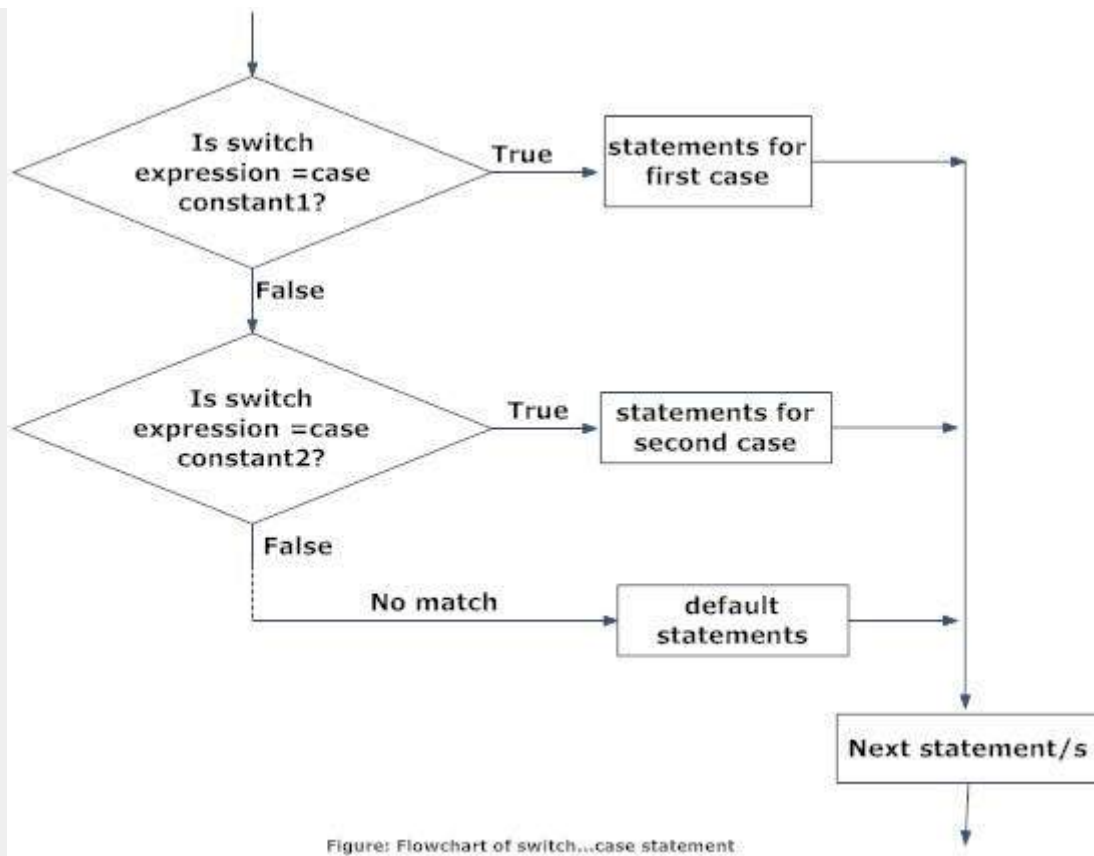 Is switch
expression =case
constant1?
True
statements for
first case
False
Is switch
expression =case
constant2?
True
statements for
second case
False
No match
default
statements
Next statement/s
Figure: Flowchart of switch...case statement